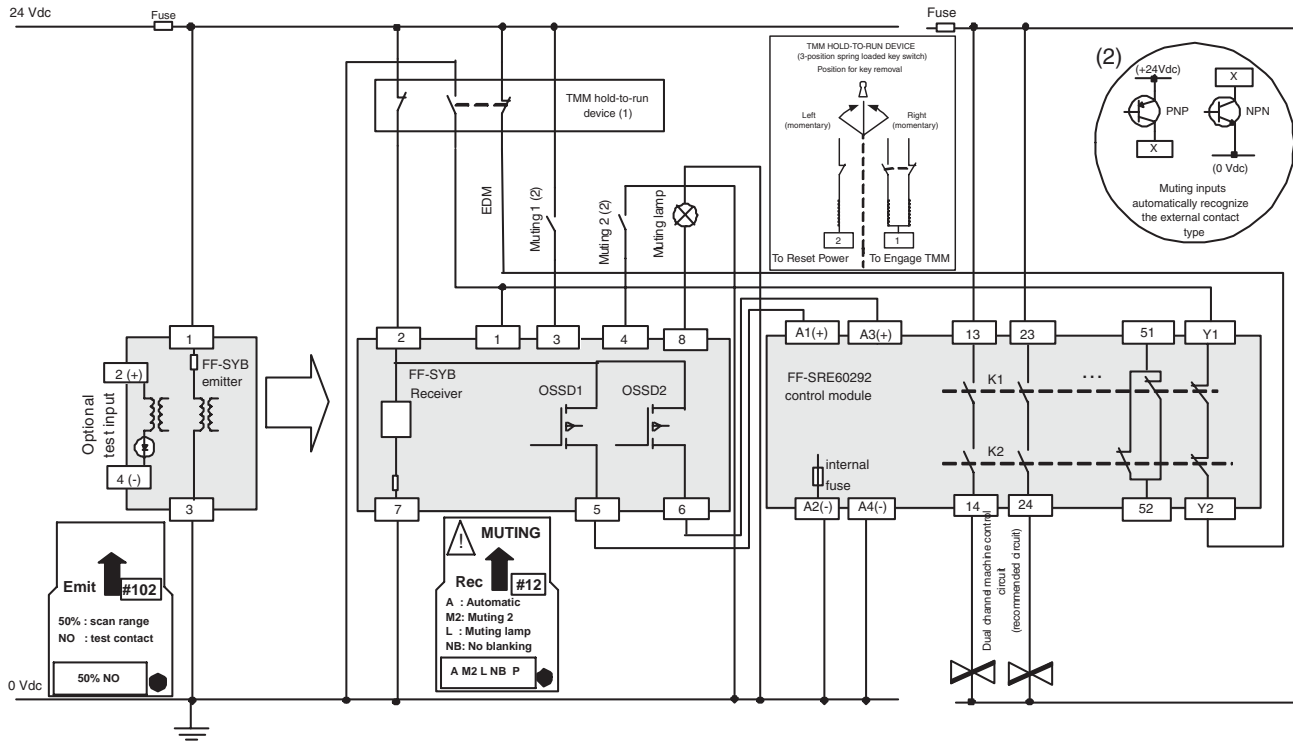 24 Vdc
Fuse
Fuse
TMM hold-to-run
device (1)
TMM HOLD-TO-RUN DEVICE
(3-position spring loaded key switch)
Position for key removal
Left
(momentary)
Right
(momentary)
2
1
To Reset Power
To Engage TMM
(2)
(+24Vdc)
X
PNP
NPN
X
(0 Vdc)
Muting inputs
automatically recognize
the external contact
type
EDM
Muting 1 (2)
Muting 2 (2)
Muting lamp
1
FF-SYB
emitter
2 (+)
Optional
test input
4 (-)
3
2
1
3
4
8
FF-SYB
Receiver
OSSD1
OSSD2
7
5
6
A1(+)
A3(+)
13
23
51
Y1
FF-SRE60292
control module
K1
...
K2
internal
fuse
A2(-)
A4(-)
14
24
52
Y2
Dual channel machine control
circuit
(recommended circuit)
Emit
#102
50% : scan range
NO : test contact
50% NO
! MUTING
Rec
#12
A : Automatic
M2: Muting 2
L : Muting lamp
NB: No blanking
A M2 L NB P
0 Vdc